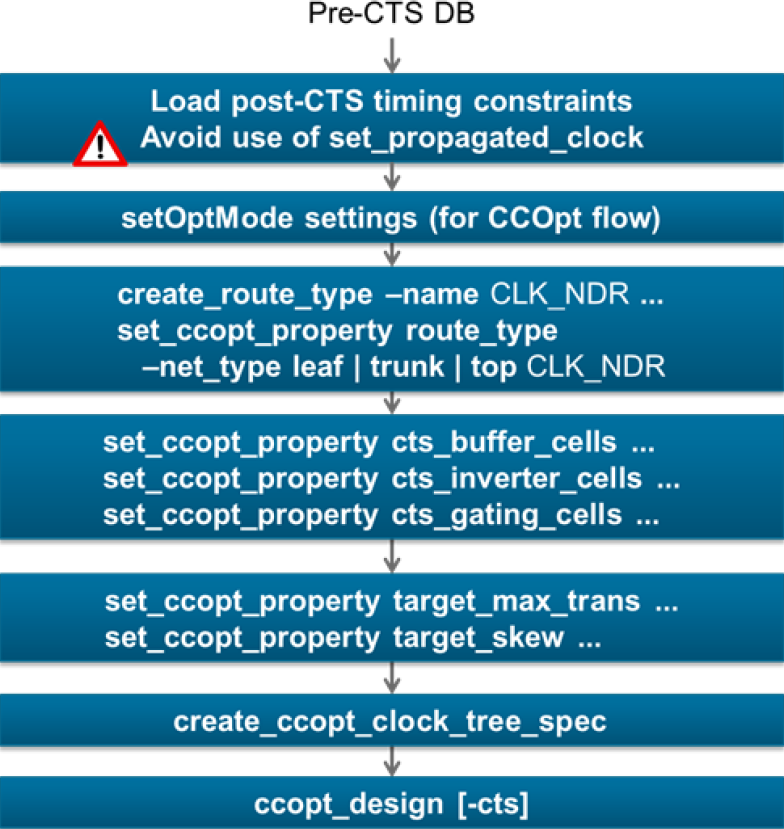 Pre-CTS DB
Load post-CTS timing constraints
! Avoid use of set_propagated_clock
setOptMode settings (for CCOpt flow)
create_route_type –name CLK_NDR ...
set_ccopt_property route_type
–net_type leaf | trunk | top CLK_NDR
set_ccopt_property cts_buffer_cells ...
set_ccopt_property cts_inverter_cells ...
set_ccopt_property cts_gating_cells ...
set_ccopt_property target_max_trans ...
set_ccopt_property target_skew ...
create_ccopt_clock_tree_spec
ccopt_design [-cts]